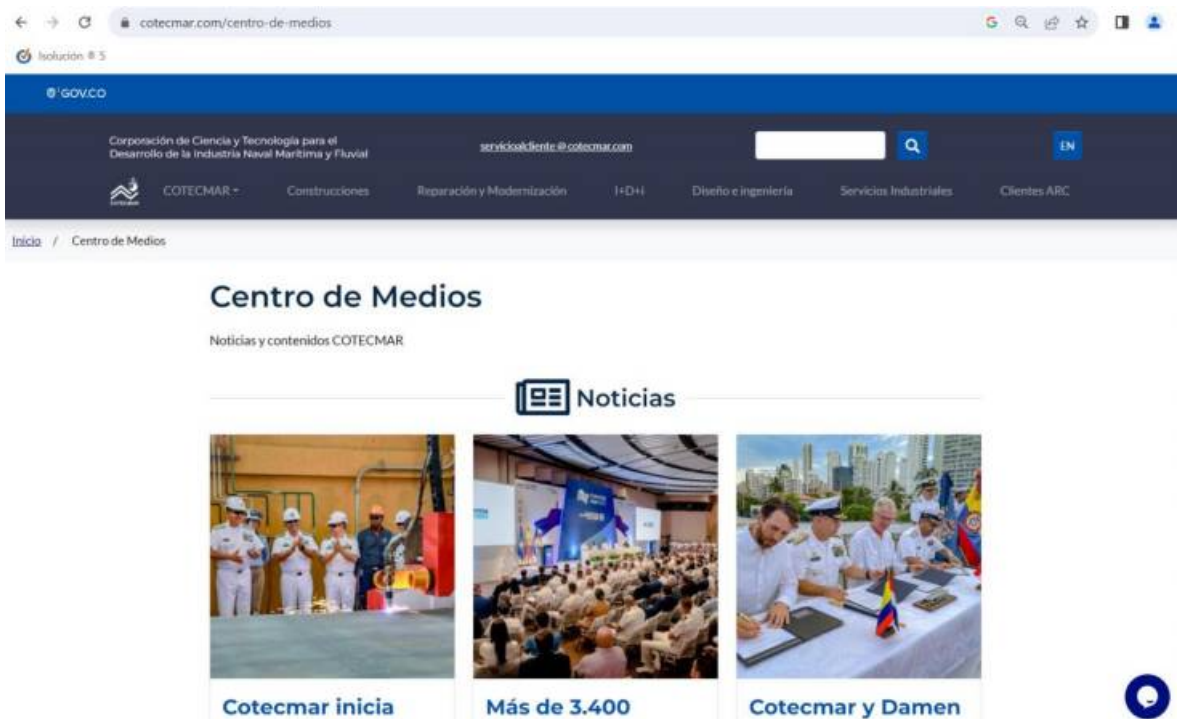 cotecmar.com/centro-de-medios
Isolución ® 5
GOV.CO
Corporación de Ciencia y Tecnología para el
Desarrollo de la Industria Naval Marítima y Fluvial
servicioalcliente@cotecmar.com
EN
COTECMAR
Construcciones
Reparación y Modernización
I+D+i
Diseño e ingeniería
Servicios Industriales
Clientes ARC
Inicio / Centro de Medios
Centro de Medios
Noticias y contenidos COTECMAR
Noticias
Cotecmar inicia
Más de 3.400
Cotecmar y Damen